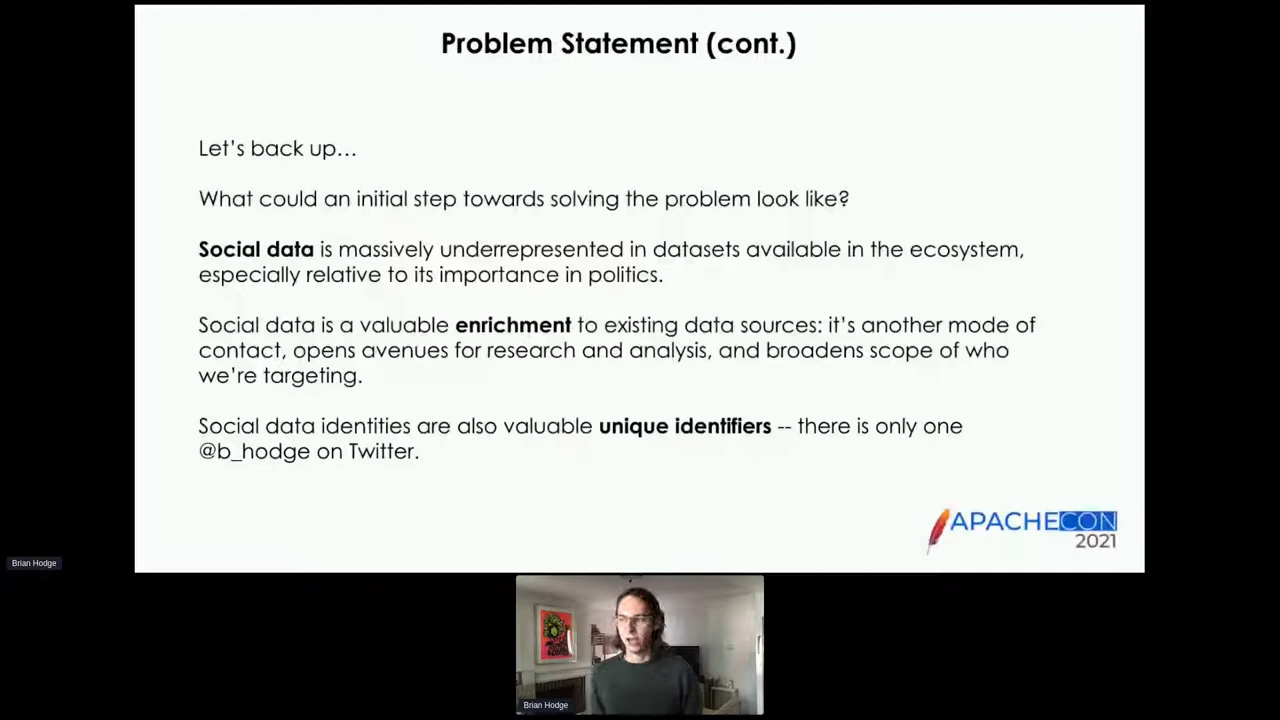 Problem Statement (cont.)
Let's back up…
What could an initial step towards solving the problem look like?
Social data is massively underrepresented in datasets available in the ecosystem,
especially relative to its importance in politics.
Social data is a valuable enrichment to existing data sources: it's another mode of
contact, opens avenues for research and analysis, and broadens scope of who
we're targeting.
Social data identities are also valuable unique identifiers -- there is only one
@b_hodge on Twitter.
APACHECON
2021
Brian Hodge
Brian Hodge